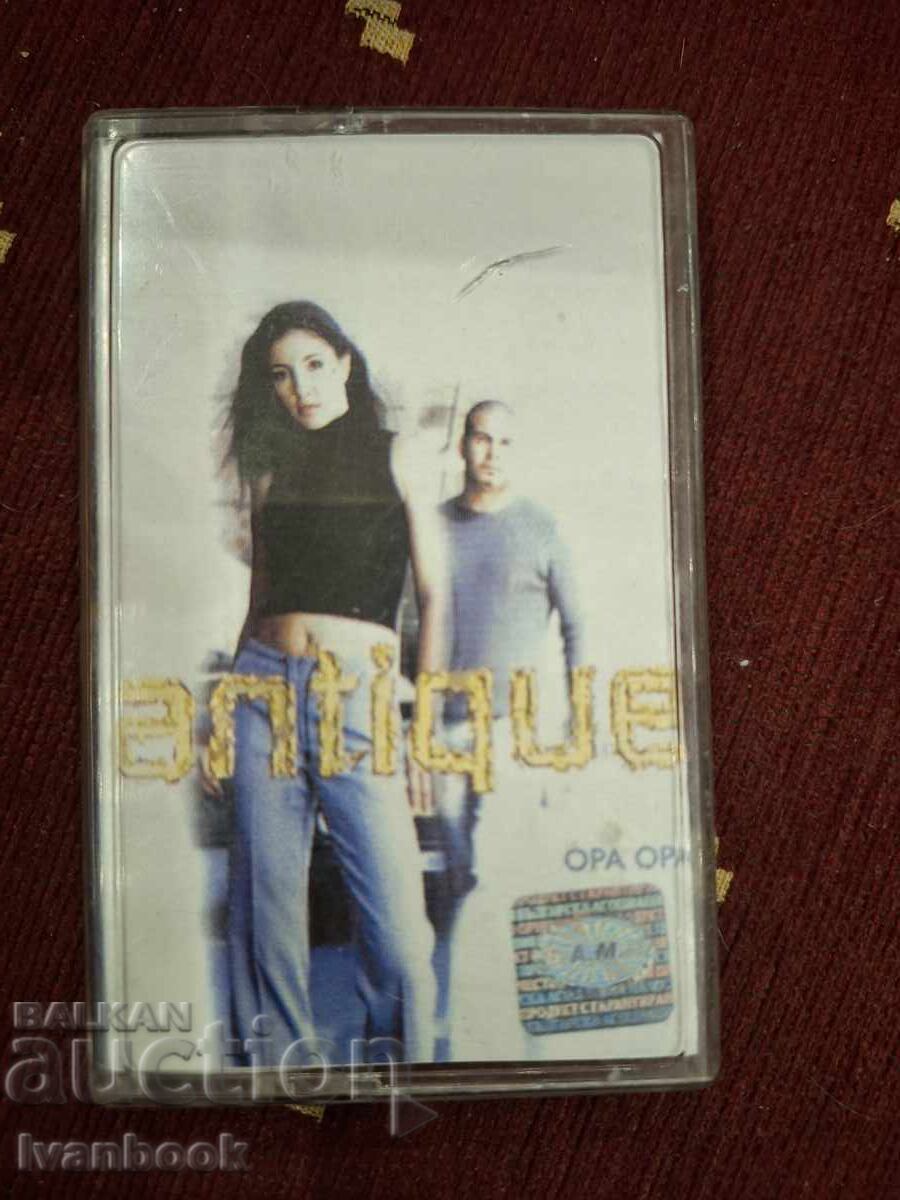 antique
OPA OPA
A.M.
BALKAN
auction
Ivanbook